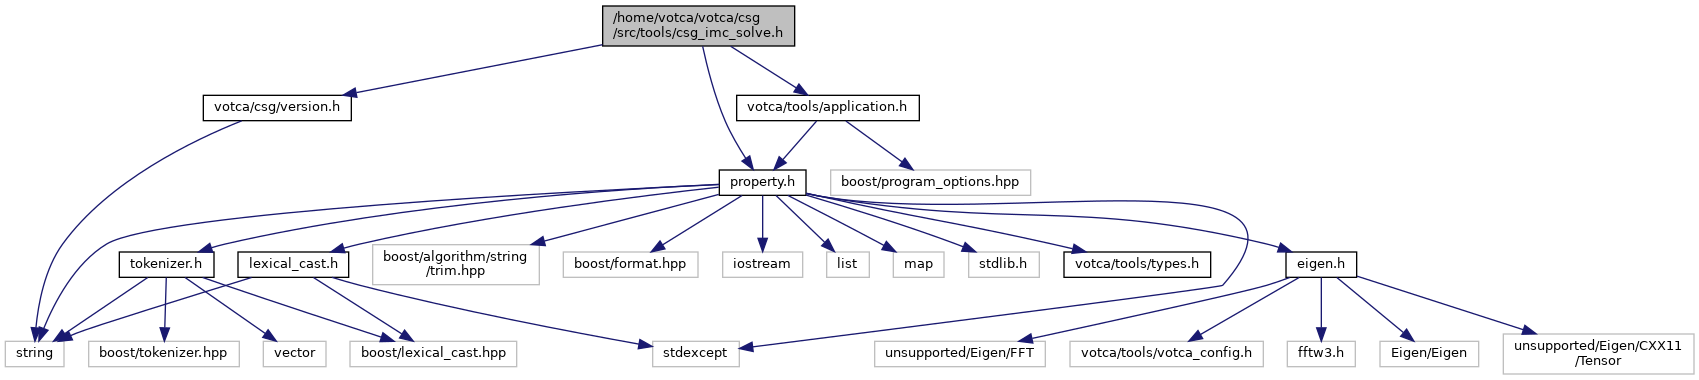 /home/votca/votca/csg
/src/tools/csg_imc_solve.h
votca/csg/version.h
votca/tools/application.h
property.h
boost/program_options.hpp
tokenizer.h
lexical_cast.h
boost/algorithm/string
/trim.hpp
boost/format.hpp
iostream
list
map
stdlib.h
votca/tools/types.h
eigen.h
string
boost/tokenizer.hpp
vector
boost/lexical_cast.hpp
stdexcept
unsupported/Eigen/FFT
votca/tools/votca_config.h
fftw3.h
Eigen/Eigen
unsupported/Eigen/CXX11
/Tensor